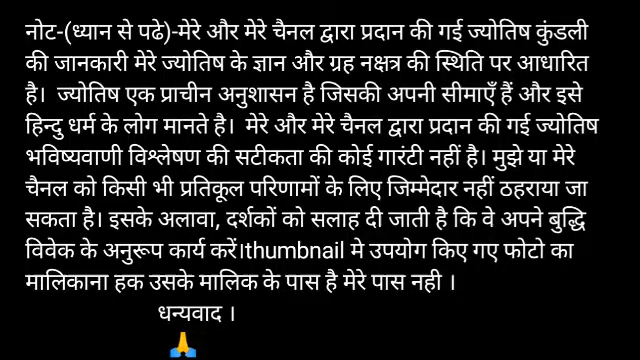 नोट-(ध्यान से पढे)-मेरे और मेरे चैनल द्वारा प्रदान की गई ज्योतिष कुंडली
की जानकारी मेरे ज्योतिष के ज्ञान और ग्रह नक्षत्र की स्थिति पर आधारित
है। ज्योतिष एक प्राचीन अनुशासन है जिसकी अपनी सीमाएँ हैं और इसे
हिन्दु धर्म के लोग मानते है। मेरे और मेरे चैनल द्वारा प्रदान की गई ज्योतिष
भविष्यवाणी विश्लेषण की सटीकता की कोई गारंटी नहीं है। मुझे या मेरे
चैनल को किसी भी प्रतिकूल परिणामों के लिए जिम्मेदार नहीं ठहराया जा
सकता है। इसके अलावा, दर्शकों को सलाह दी जाती है कि वे अपने बुद्धि
विवेक के अनुरूप कार्य करें।thumbnail मे उपयोग किए गए फोटो का
मालिकाना हक उसके मालिक के पास है मेरे पास नही ।
धन्यवाद ।
🙏